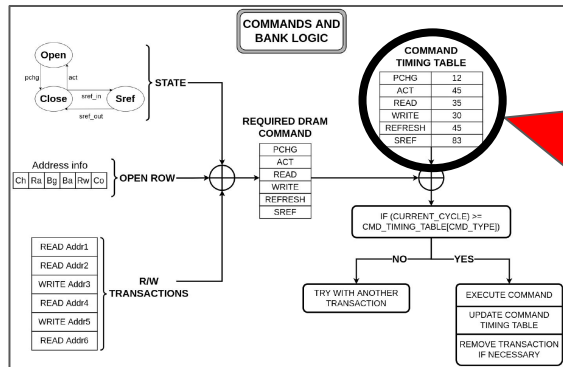 COMMANDS AND
BANK LOGIC
Open
pchg
act
Close
sref_in
Sref
sref_out
STATE
COMMAND
TIMING TABLE
PCHG 12
ACT 45
READ 35
WRITE 30
REFRESH 45
SREF 83
Address info
Ch Ra Bg Ba Rw Co
OPEN ROW
REQUIRED DRAM
COMMAND
PCHG
ACT
READ
WRITE
REFRESH
SREF
READ Addr1
READ Addr2
WRITE Addr3
READ Addr4
WRITE Addr5
READ Addr6
R/W
TRANSACTIONS
IF (CURRENT_CYCLE) >=
CMD_TIMING_TABLE[CMD_TYPE])
NO
YES
TRY WITH ANOTHER
TRANSACTION
EXECUTE COMMAND
UPDATE COMMAND
TIMING TABLE
REMOVE TRANSACTION
IF NECESSARY